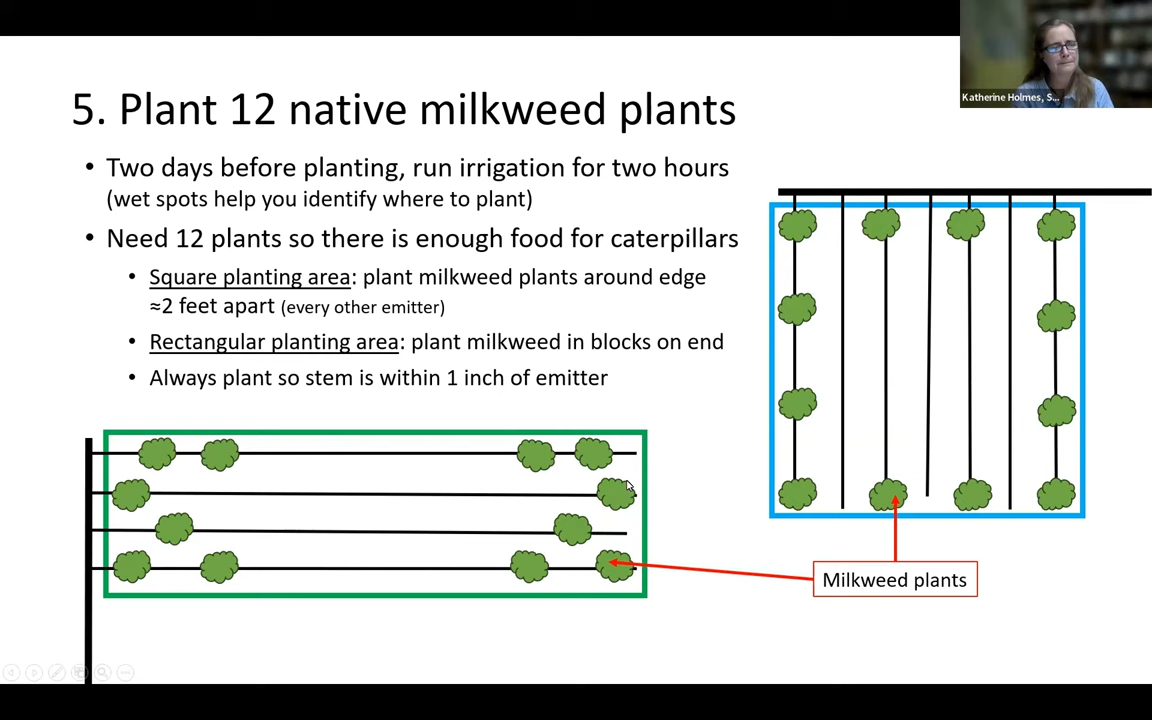 Katherine Holmes, S...
5. Plant 12 native milkweed plants
• Two days before planting, run irrigation for two hours
(wet spots help you identify where to plant)
• Need 12 plants so there is enough food for caterpillars
• Square planting area: plant milkweed plants around edge
≈2 feet apart (every other emitter)
• Rectangular planting area: plant milkweed in blocks on end
• Always plant so stem is within 1 inch of emitter
Milkweed plants